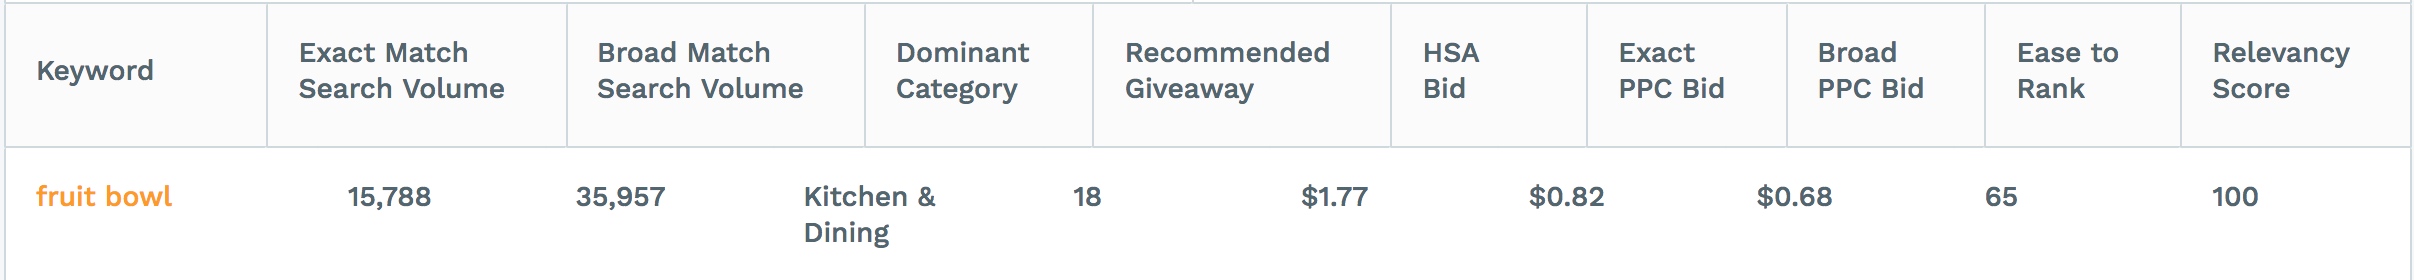 Keyword
Exact Match
Search Volume
Broad Match
Search Volume
Dominant
Category
Recommended
Giveaway
HSA
Bid
Exact
PPC Bid
Broad
PPC Bid
Ease to
Rank
Relevancy
Score
fruit bowl
15,788
35,957
Kitchen &
Dining
18
$1.77
$0.82
$0.68
65
100